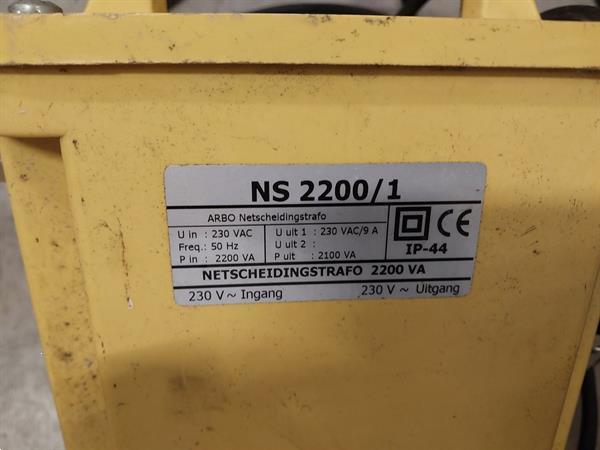 NS 2200/1
ARBO Netscheidingstrafo
U in : 230 VAC
Freq.: 50 Hz
P in : 2200 VA
U uit 1 : 230 VAC/9 A
U uit 2 :
P uit : 2100 VA
CE
IP-44
NETSCHEIDINGSTRAFO 2200 VA
230 V ~ Ingang 230 V ~ Uitgang